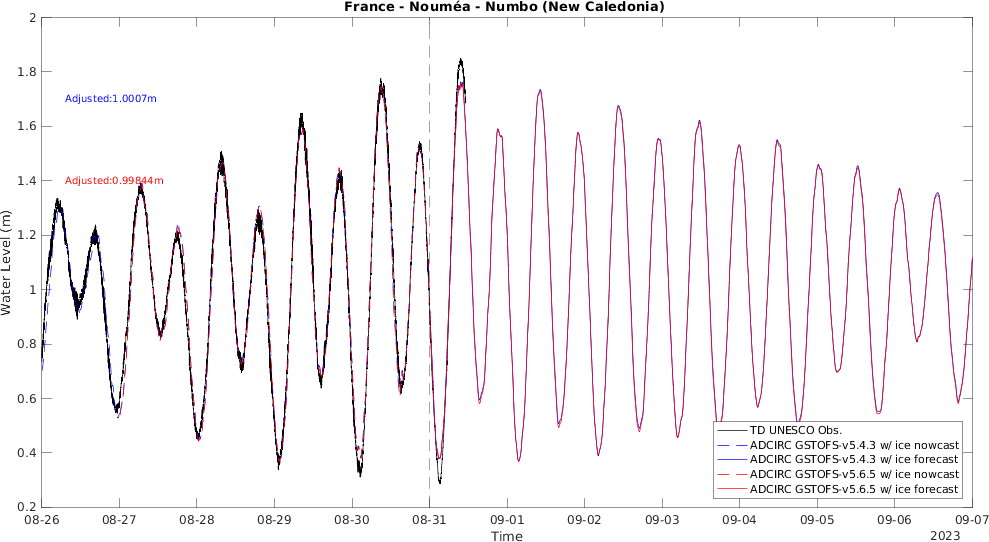 France - Nouméa - Numbo (New Caledonia)
2
1.8
1.6
1.4
1.2
1
0.8
0.6
0.4
0.2
Water Level (m)
Adjusted:1.0007m
Adjusted:0.99844m
TD UNESCO Obs.
ADCIRC GSTOFS-v5.4.3 w/ ice nowcast
ADCIRC GSTOFS-v5.4.3 w/ ice forecast
ADCIRC GSTOFS-v5.6.5 w/ ice nowcast
ADCIRC GSTOFS-v5.6.5 w/ ice forecast
08-26 08-27 08-28 08-29 08-30 08-31 09-01 09-02 09-03 09-04 09-05 09-06 09-07
Time
2023